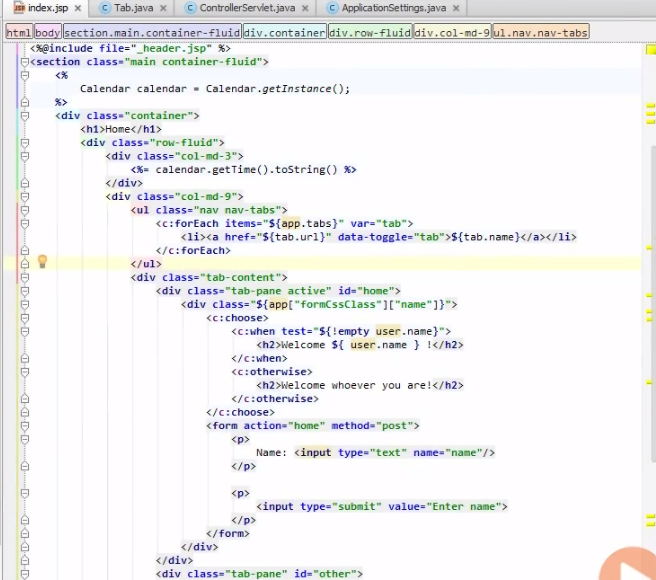 index.jsp × Tab.java × ControllerServlet.java × ApplicationSettings.java ×
html body section.main.container-fluid div.container div.row-fluid div.col-md-9 ul.nav.nav-tabs
<%@include file="_header.jsp" %>
<section class="main container-fluid">
<%
Calendar calendar = Calendar.getInstance();
%>
<div class="container">
<h1>Home</h1>
<div class="row-fluid">
<div class="col-md-3">
<%= calendar.getTime().toString() %>
</div>
<div class="col-md-9">
<ul class="nav nav-tabs">
<c:forEach items="${app.tabs}" var="tab">
<li><a href="${tab.url}" data-toggle="tab">${tab.name}</a></li>
</c:forEach>
</ul>
<div class="tab-content">
<div class="tab-pane active" id="home">
<div class="${app["formCssClass"]["name"]}">
<c:choose>
<c:when test="${!empty user.name}">
<h2>Welcome ${ user.name } !</h2>
</c:when>
<c:otherwise>
<h2>Welcome whoever you are!</h2>
</c:otherwise>
</c:choose>
<form action="home" method="post">
<p>
Name: <input type="text" name="name"/>
</p>
<p>
<input type="submit" value="Enter name">
</p>
</form>
</div>
</div>
<div class="tab-pane" id="other">